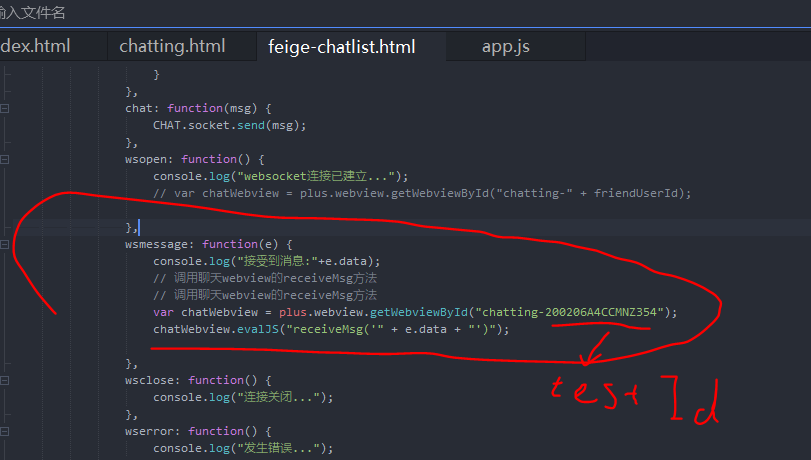 输入文件名
dex.html chatting.html feige-chatlist.html app.js
}
},
chat: function(msg) {
CHAT.socket.send(msg);
},
wsopen: function() {
console.log("websocket连接已建立...");
// var chatWebview = plus.webview.getWebviewById("chatting-" + friendUserId);
},
wsmessage: function(e) {
console.log("接受到消息:"+e.data);
// 调用聊天webview的receiveMsg方法
// 调用聊天webview的receiveMsg方法
var chatWebview = plus.webview.getWebviewById("chatting-200206A4CCMNZ354");
chatWebview.evalJS("receiveMsg('" + e.data + "')");
},
test Id
wsclose: function() {
console.log("连接关闭...");
},
wserror: function() {
console.log("发生错误...");